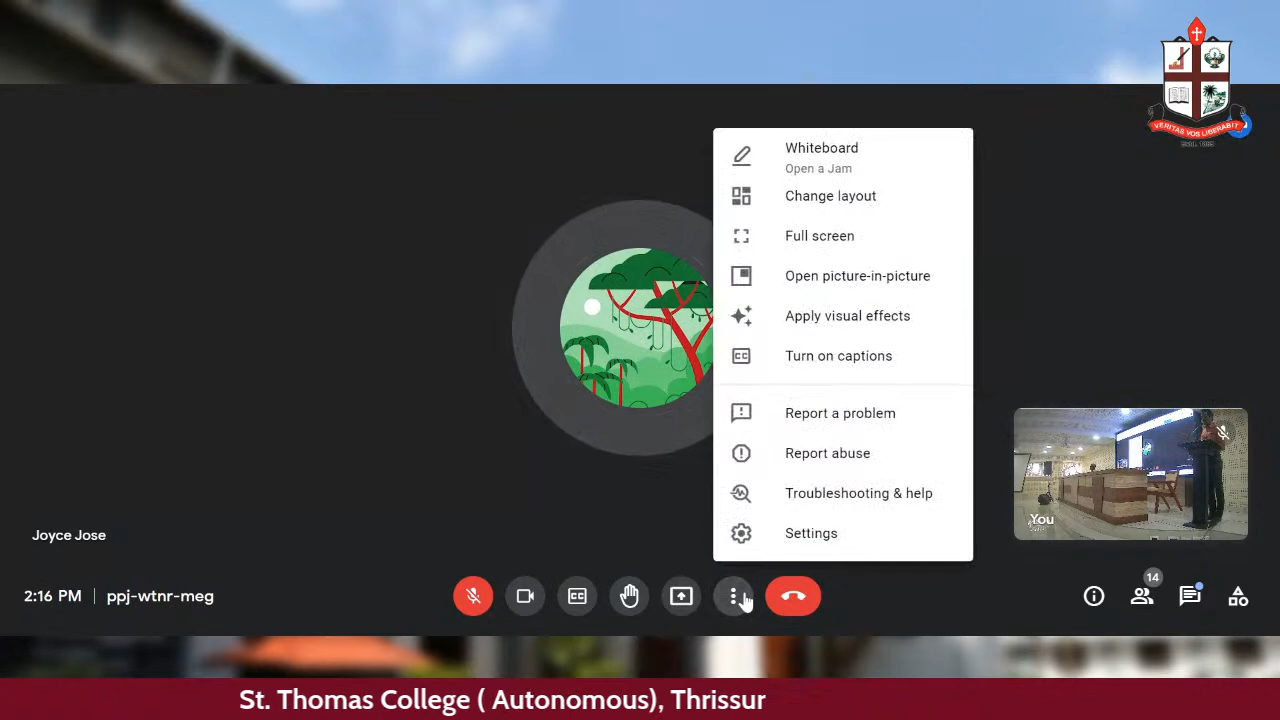 VERITAS VOS LIBERABIT
Whiteboard
Open a Jam
Change layout
Full screen
Open picture-in-picture
Apply visual effects
CC
Turn on captions
Report a problem
Report abuse
Troubleshooting & help
Settings
You
Joyce Jose
2:16 PM
ppj-wtnr-meg
CC
14
St. Thomas College ( Autonomous), Thrissur